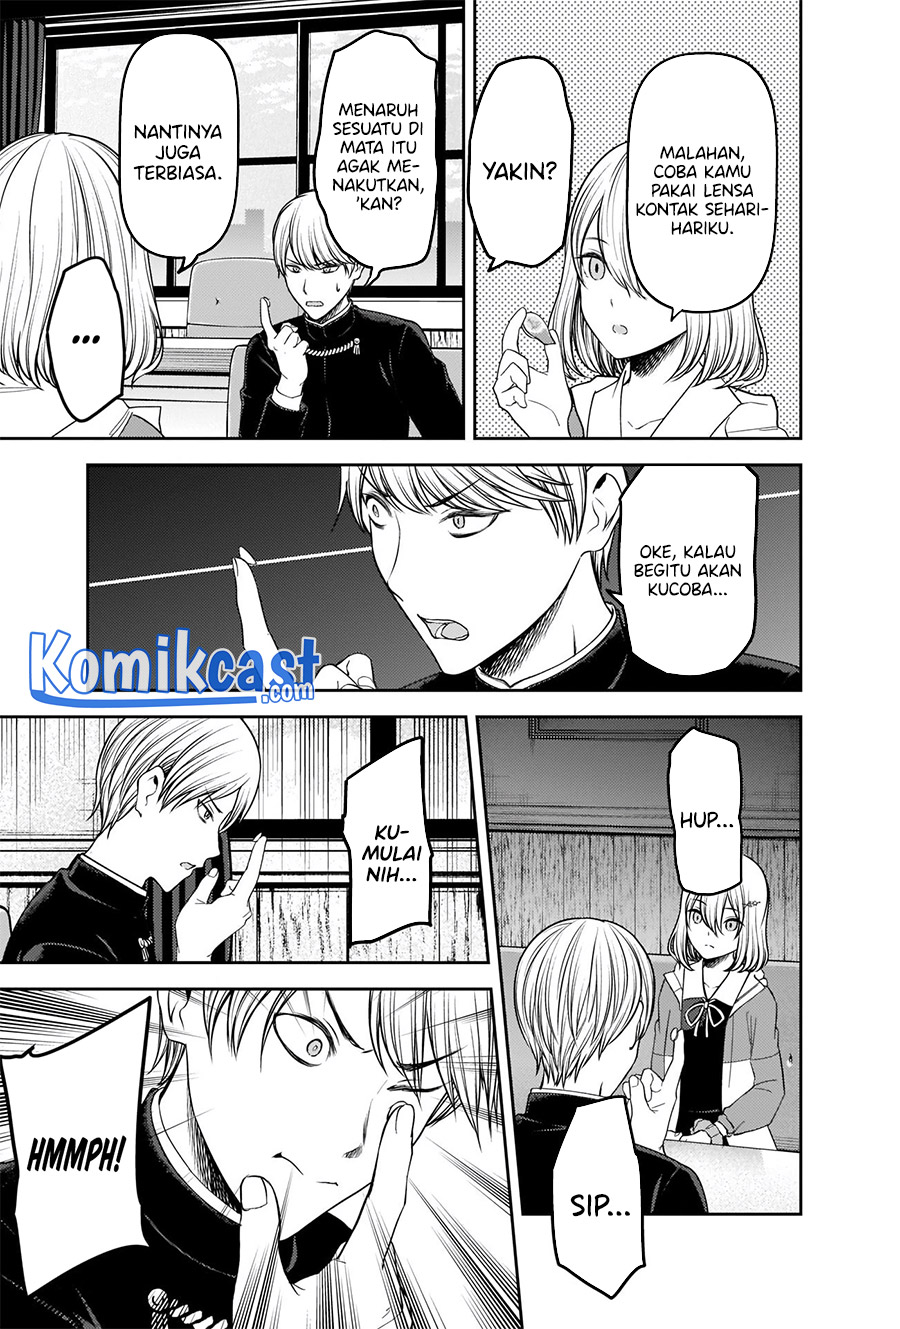 MALAHAN,
COBA KAMU
PAKAI LENSA
KONTAK SEHARI-
HARIKU.
YAKIN?
MENARUH
SESUATU DI
MATA ITU
AGAK ME-
NAKUTKAN,
'KAN?
NANTINYA
JUGA
TERBIASA.
...
OKE, KALAU
BEGITU AKAN
KUCOBA...
Komikcast
.com
HUP...
SIP...
KU-
MULAI
NIH...
HMMPH!